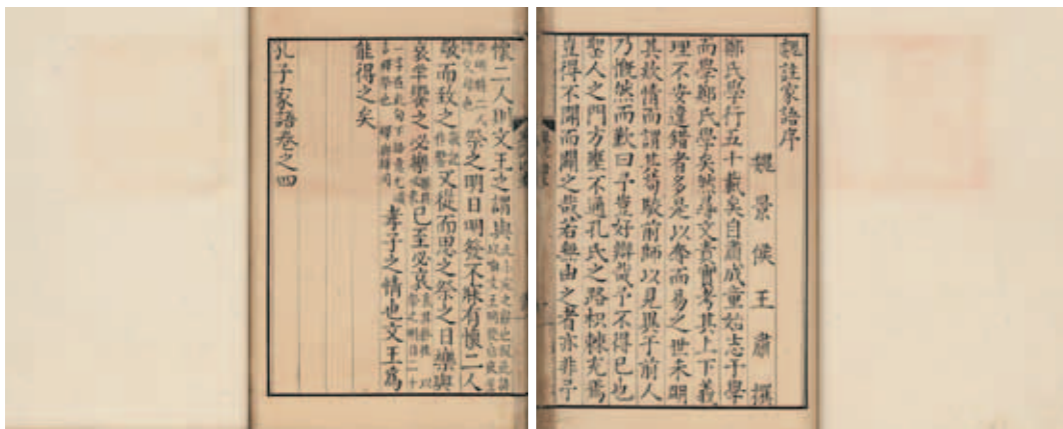 魏註家語序
魏景侯王肅撰
鄭氏學行五十載矣自肅成童始志于學
而學鄭氏學矣然尋文責實考其上下義
理不安違錯者多是以奪而易之世未明
其款情而謂其苟駁前師以見異于前人
乃慨然而歎曰予豈好辯哉予不得已也
聖人之門方壅不通孔氏之路枳棘充焉
豈得不開而闢之哉若無由之者亦非予
懷二人則文王之謂與
祭之明日明發不寐有懷二人
敬而致之又從而思之祭之日樂與
哀半饗之必樂已至必哀
孝子之情也文王爲
能得之矣
孔子家語卷之四